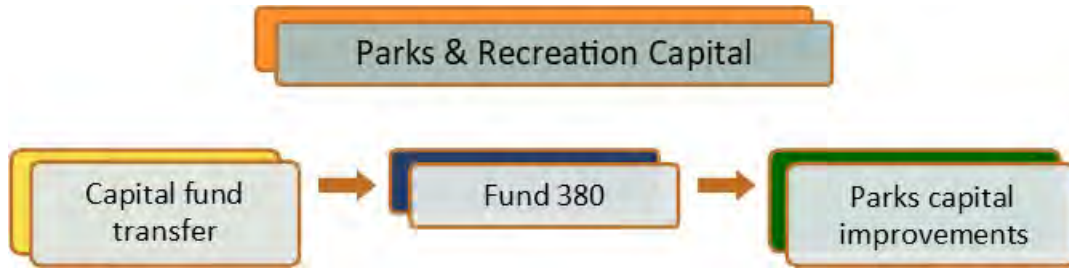 Parks & Recreation Capital
Capital fund
transfer
Fund 380
Parks capital
improvements